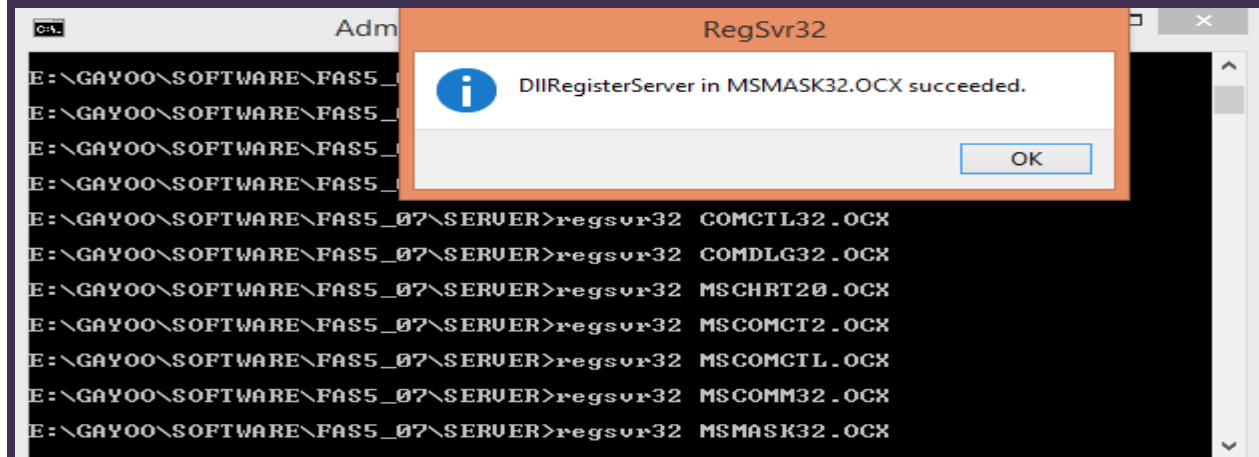 Adm
RegSvr32
DllRegisterServer in MSMASK32.OCX succeeded.
OK
E:\GAYOO\SOFTWARE\FAS5_
E:\GAYOO\SOFTWARE\FAS5_
E:\GAYOO\SOFTWARE\FAS5_
E:\GAYOO\SOFTWARE\FAS5_
E:\GAYOO\SOFTWARE\FAS5_07\SERVER>regsvr32 COMCTL32.OCX
E:\GAYOO\SOFTWARE\FAS5_07\SERVER>regsvr32 COMDLG32.OCX
E:\GAYOO\SOFTWARE\FAS5_07\SERVER>regsvr32 MSCHRT20.OCX
E:\GAYOO\SOFTWARE\FAS5_07\SERVER>regsvr32 MSCOMCT2.OCX
E:\GAYOO\SOFTWARE\FAS5_07\SERVER>regsvr32 MSCOMCTL.OCX
E:\GAYOO\SOFTWARE\FAS5_07\SERVER>regsvr32 MSCOMM32.OCX
E:\GAYOO\SOFTWARE\FAS5_07\SERVER>regsvr32 MSMASK32.OCX